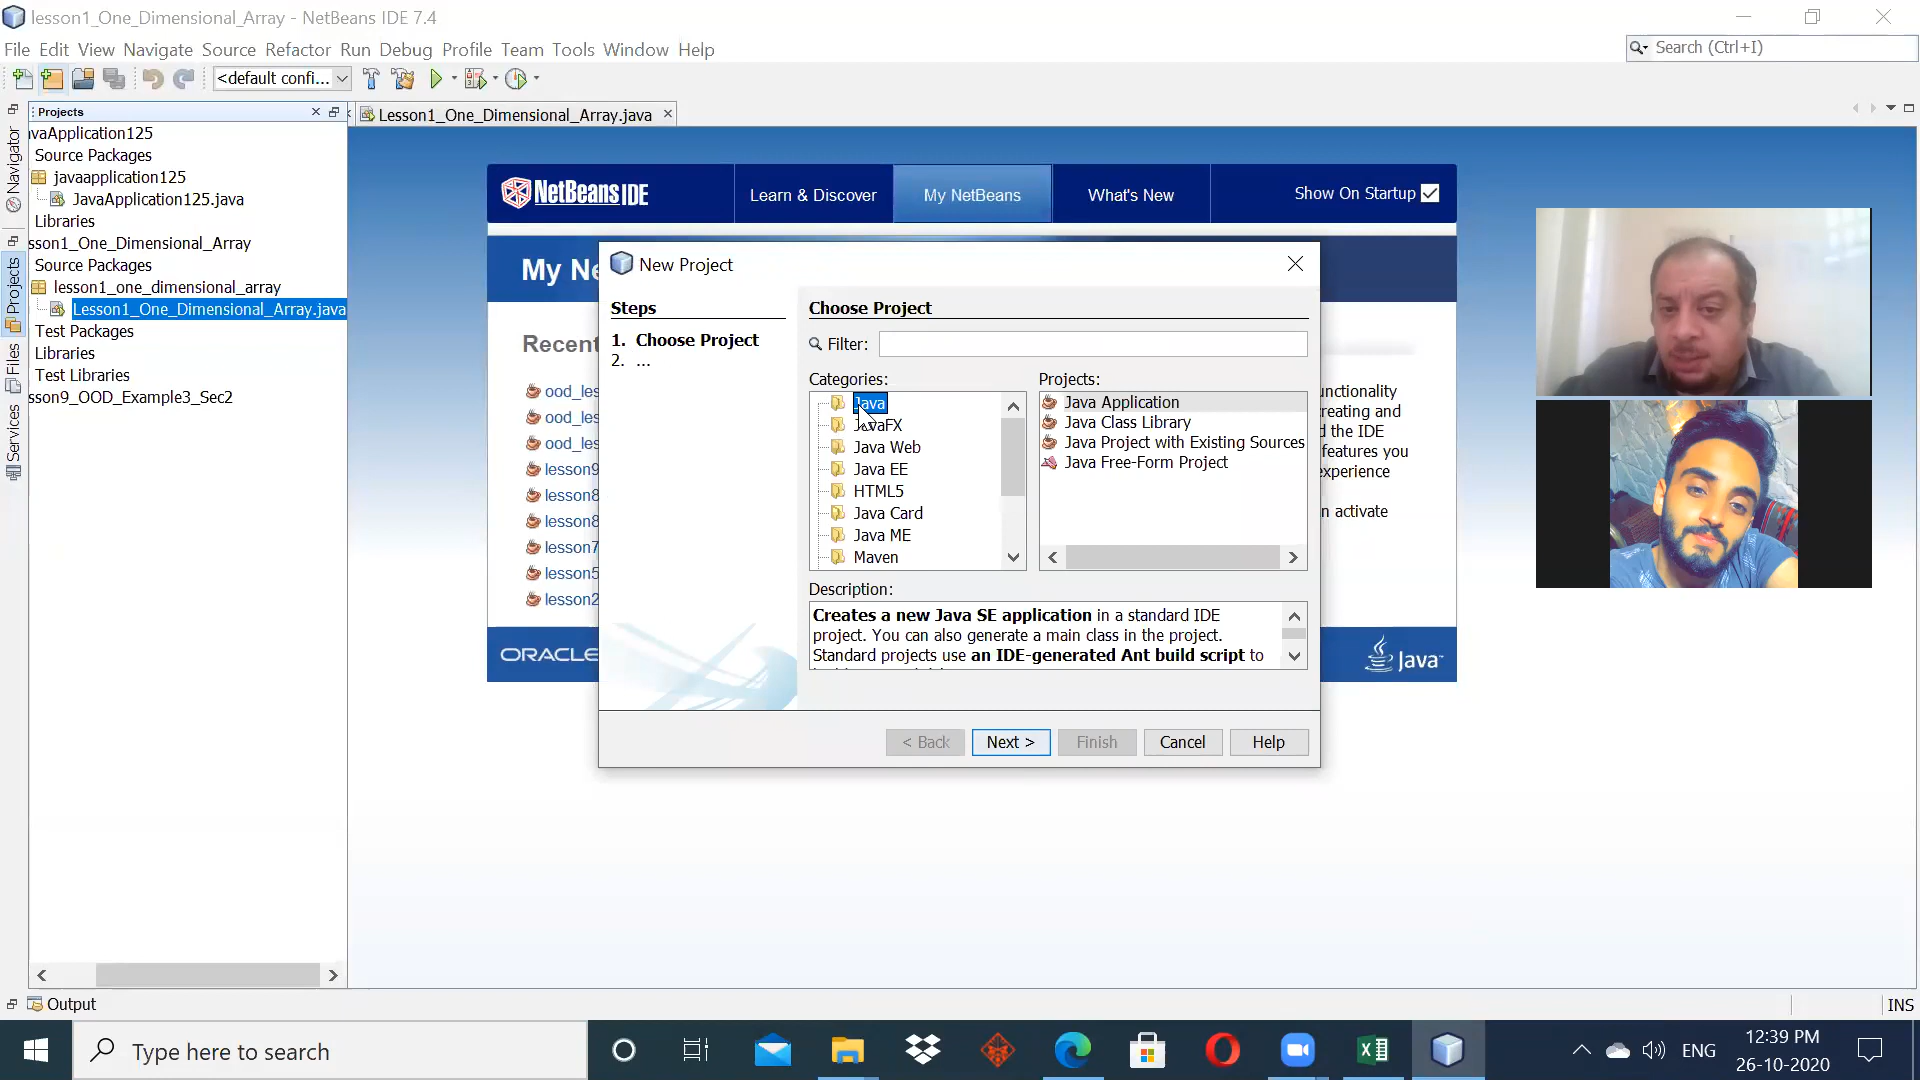 lesson1_One_Dimensional_Array - NetBeans IDE 7.4
File Edit View Navigate Source Refactor Run Debug Profile Team Tools Window Help
Search (Ctrl+I)
<default confi...
Projects
Lesson1_One_Dimensional_Array.java
Navigator
Projects
Files
Services
vaApplication125
Source Packages
javaapplication125
JavaApplication125.java
Libraries
sson1_One_Dimensional_Array
Source Packages
lesson1_one_dimensional_array
Lesson1_One_Dimensional_Array.java
Test Packages
Libraries
Test Libraries
sson9_OOD_Example3_Sec2
NetBeans IDE
Learn & Discover
My NetBeans
What's New
Show On Startup
My Ne
Recent
ood_les
ood_les
ood_les
lesson9
lesson8
lesson8
lesson7
lesson5
lesson2
nctionality
reating and
d the IDE
features you
xperience
n activate
ORACLE
Java
New Project
Steps
1. Choose Project
2. ...
Choose Project
Filter:
Categories:
Java
JavaFX
Java Web
Java EE
HTML5
Java Card
Java ME
Maven
Projects:
Java Application
Java Class Library
Java Project with Existing Sources
Java Free-Form Project
Description:
Creates a new Java SE application in a standard IDE
project. You can also generate a main class in the project.
Standard projects use an IDE-generated Ant build script to
< Back
Next >
Finish
Cancel
Help
Output
INS
Type here to search
ENG
12:39 PM
26-10-2020